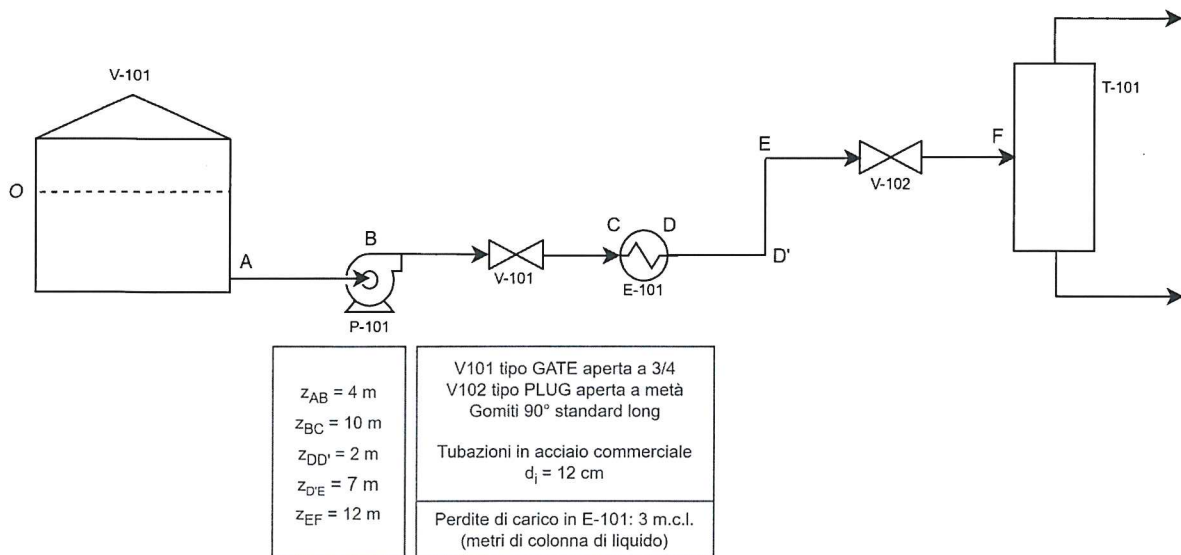 V-101
T-101
O
A
B
P-101
V-101
C
D
E-101
D'
E
V-102
F
z_AB = 4 m
z_BC = 10 m
z_DD' = 2 m
z_D'E = 7 m
z_EF = 12 m
V101 tipo GATE aperta a 3/4
V102 tipo PLUG aperta a metà
Gomiti 90° standard long
Tubazioni in acciaio commerciale
d_i = 12 cm
Perdite di carico in E-101: 3 m.c.l.
(metri di colonna di liquido)